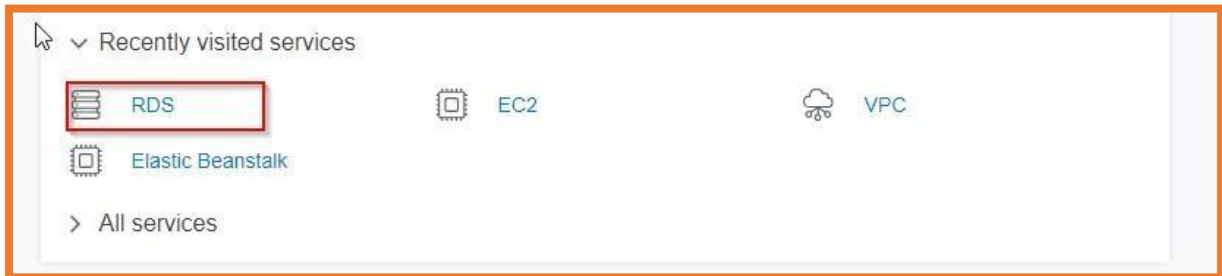 Recently visited services
RDS EC2 VPC
Elastic Beanstalk
All services